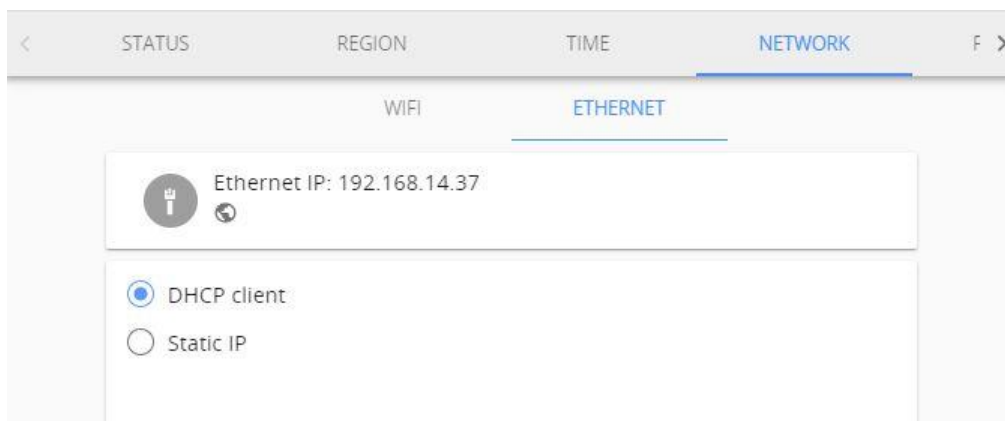 STATUS REGION TIME NETWORK F
WIFI ETHERNET
Ethernet IP: 192.168.14.37
DHCP client
Static IP